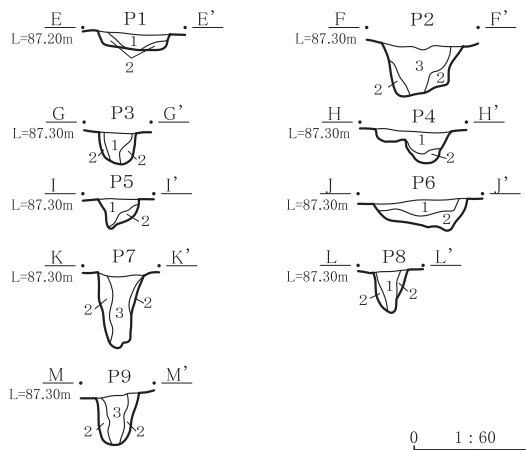 E P1 E'
L=87.20m
1
2
F P2 F'
L=87.30m
3
2 2
G P3 G'
L=87.30m
2 1 2
H P4 H'
L=87.30m
1
2
I P5 I'
L=87.30m
1
2
J P6 J'
L=87.30m
1
2
K P7 K'
L=87.30m
2 2
3
L P8 L'
L=87.30m
2 1 2
M P9 M'
L=87.30m
3
2 2
0 1:60